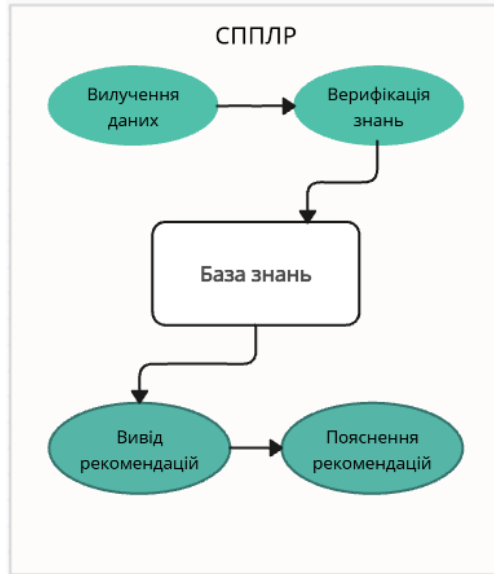 СППЛР
Вилучення
даних
Верифікація
знань
База знань
Вивід
рекомендацій
Пояснення
рекомендацій